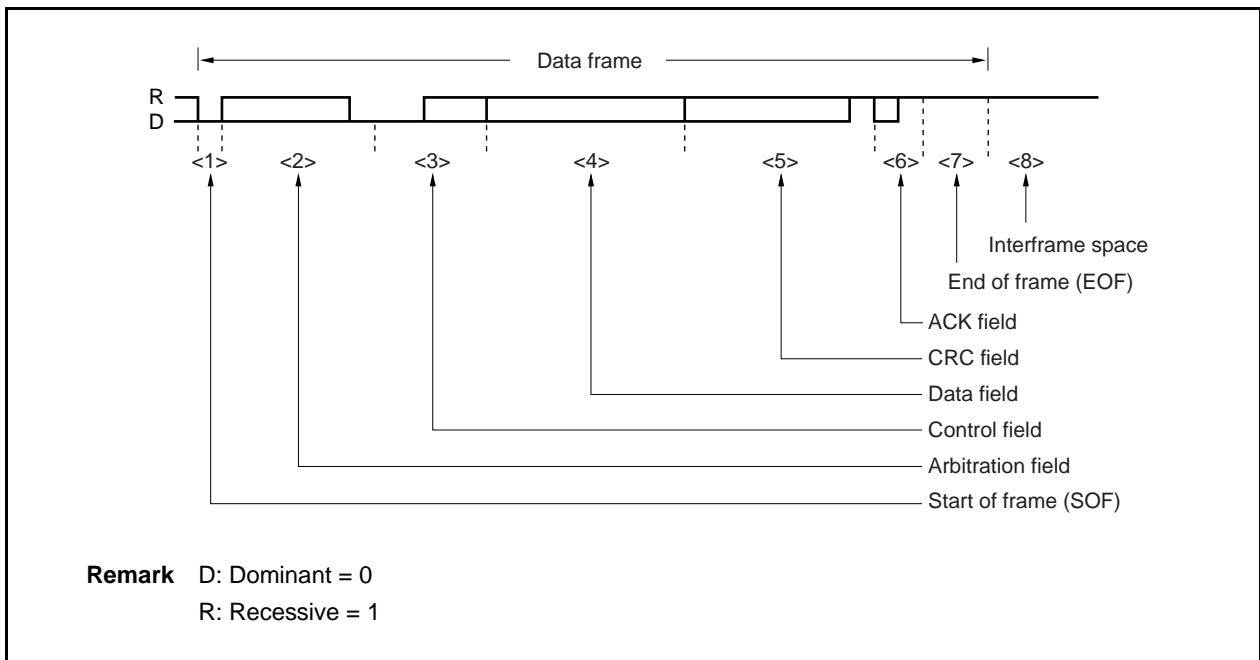 Data frame
R
D
<1> <2> <3> <4> <5> <6> <7> <8>
Interframe space
End of frame (EOF)
ACK field
CRC field
Data field
Control field
Arbitration field
Start of frame (SOF)
Remark D: Dominant = 0
R: Recessive = 1